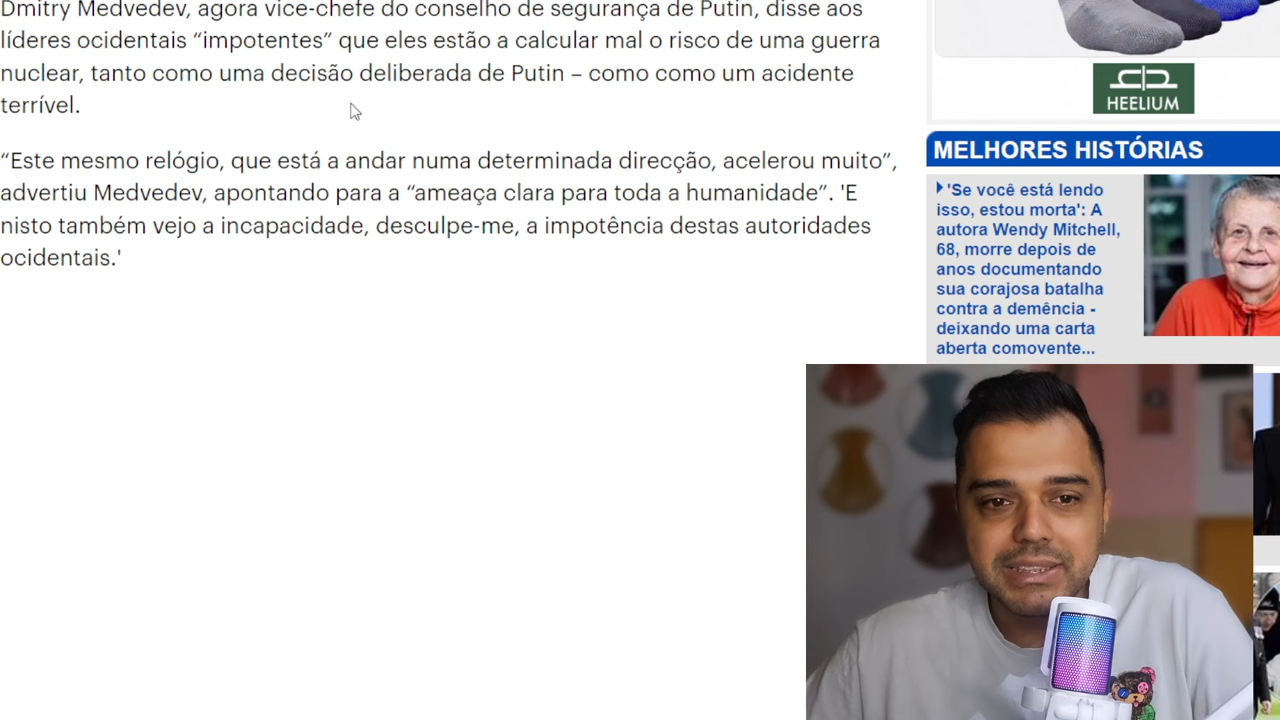 Dmitry Medvedev, agora vice-chefe do conselho de segurança de Putin, disse aos
líderes ocidentais “impotentes” que eles estão a calcular mal o risco de uma guerra
nuclear, tanto como uma decisão deliberada de Putin – como como um acidente
terrível.
“Este mesmo relógio, que está a andar numa determinada direcção, acelerou muito”,
advertiu Medvedev, apontando para a “ameaça clara para toda a humanidade”. 'E
nisto também vejo a incapacidade, desculpe-me, a impotência destas autoridades
ocidentais.'
HEELIUM
MELHORES HISTÓRIAS
'Se você está lendo
isso, estou morta': A
autora Wendy Mitchell,
68, morre depois de
anos documentando
sua corajosa batalha
contra a demência -
deixando uma carta
aberta comovente...